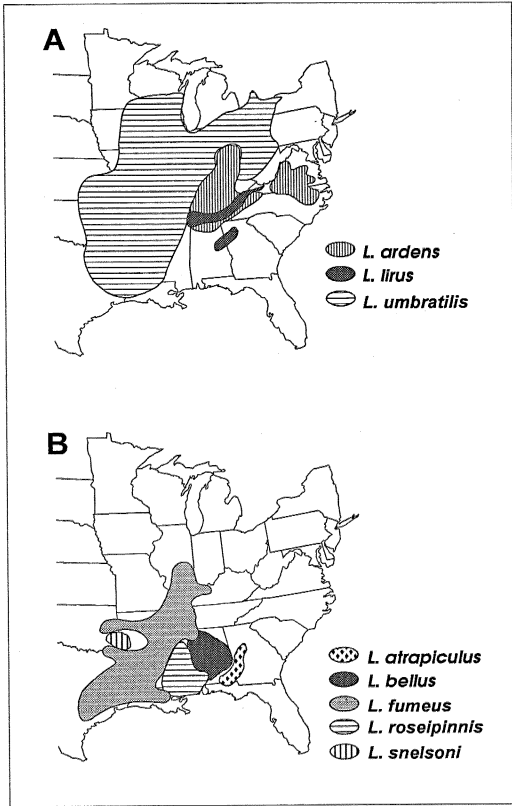 A
L. ardens
L. lirus
L. umbratilis
B
L. atrapiculus
L. bellus
L. fumeus
L. roseipinnis
L. snelsoni